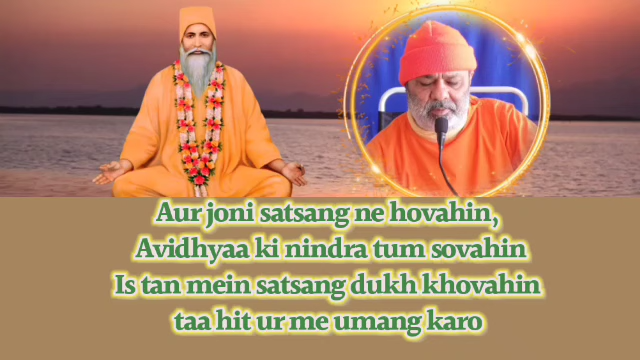 Aur joni satsang ne hovahin,
Avidhyaa ki nindra tum sovahin
Is tan mein satsang dukh khovahin
taa hit ur me umang karo